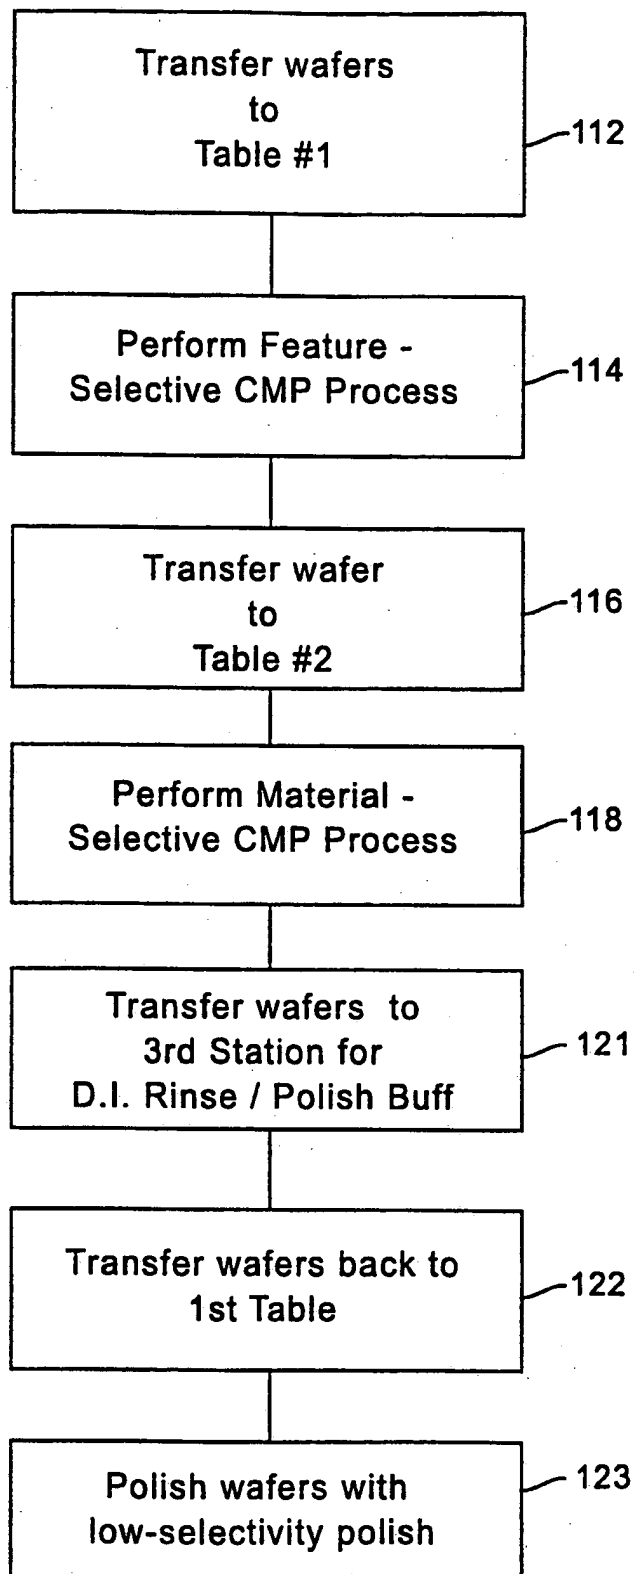 Transfer wafers
to
Table #1
112
Perform Feature -
Selective CMP Process
114
Transfer wafer
to
Table #2
116
Perform Material -
Selective CMP Process
118
Transfer wafers to
3rd Station for
D.I. Rinse / Polish Buff
121
Transfer wafers back to
1st Table
122
Polish wafers with
low-selectivity polish
123